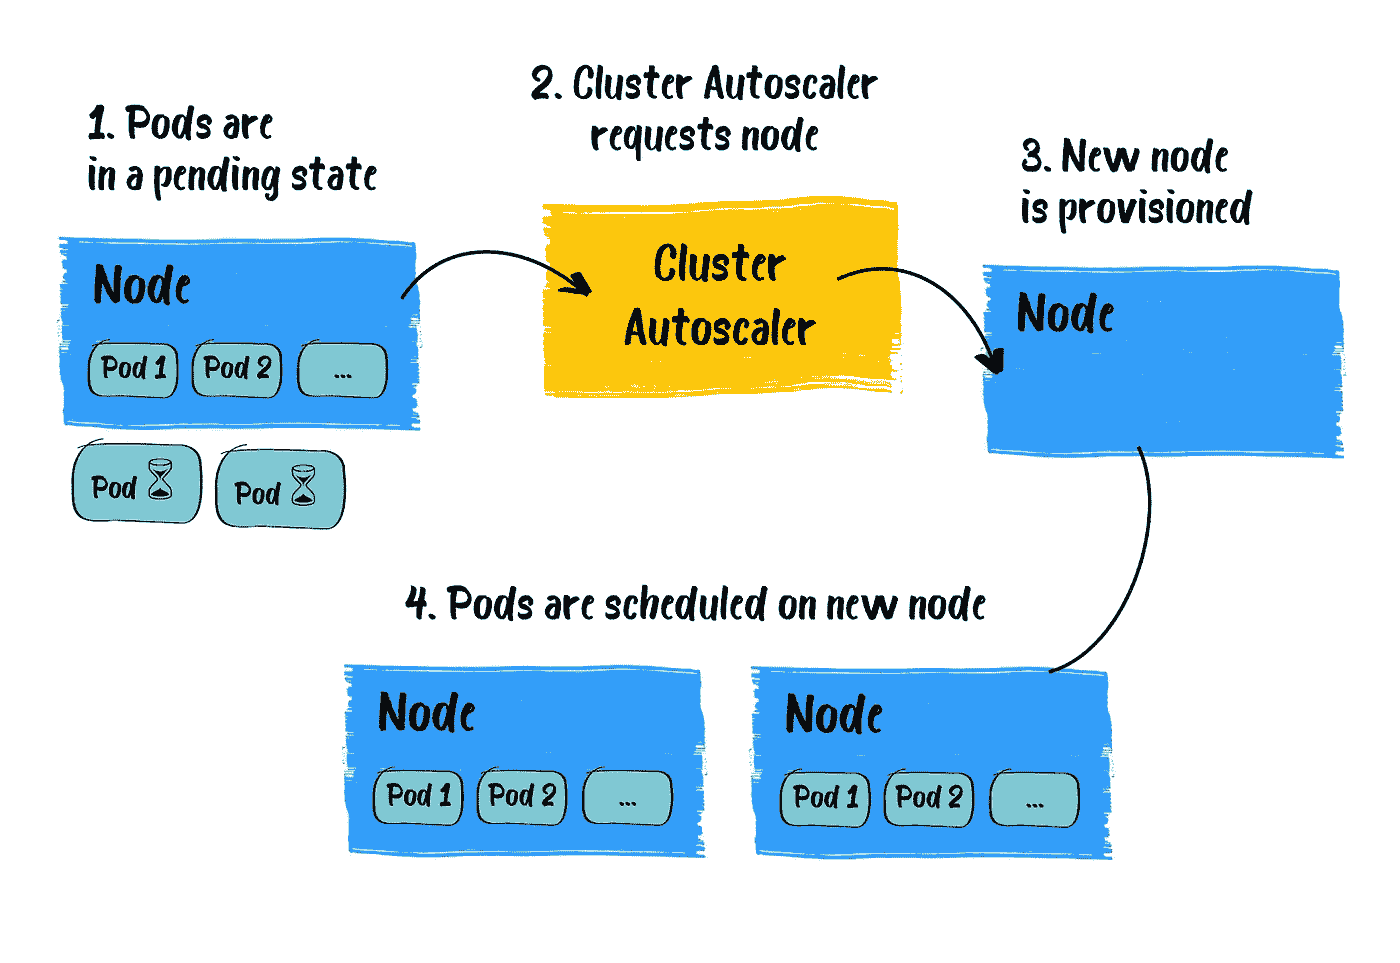 1. Pods are
in a pending state
Node
Pod 1 Pod 2 ...
Pod
Pod
2. Cluster Autoscaler
requests node
Cluster
Autoscaler
3. New node
is provisioned
Node
4. Pods are scheduled on new node
Node
Pod 1 Pod 2 ...
Node
Pod 1 Pod 2 ...